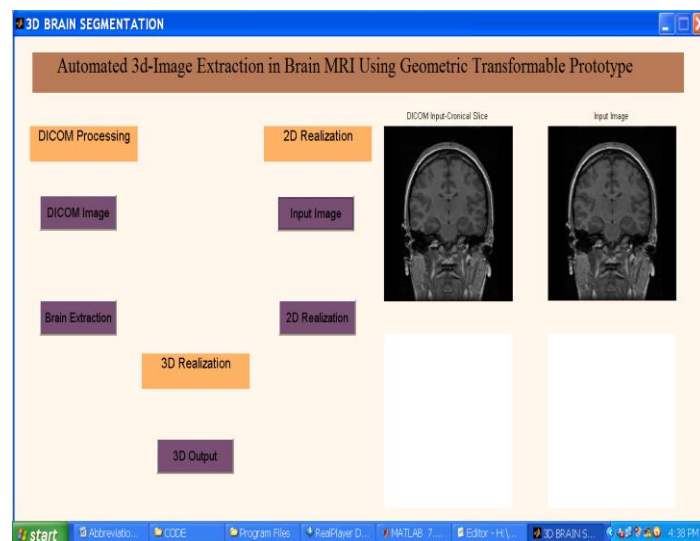 3D BRAIN SEGMENTATION
Automated 3d-Image Extraction in Brain MRI Using Geometric Transformable Prototype
DICOM Input-Cronical Slice
Input Image
DICOM Processing
2D Realization
DICOM Image
Input Image
Brain Extraction
2D Realization
3D Realization
3D Output
start
Abbreviatio...
CODE
Program Files
RealPlayer D...
MATLAB 7....
Editor - H:\...
3D BRAIN S...
4:38 PM